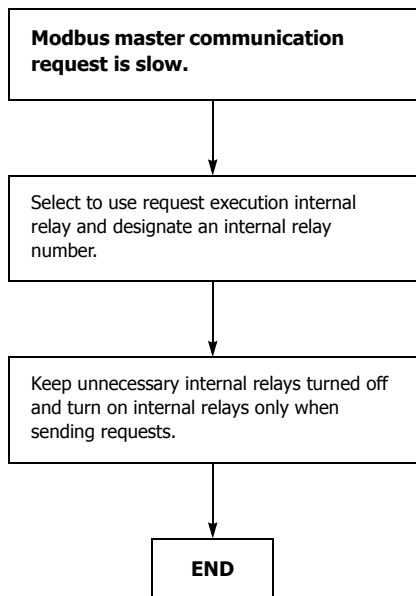 Modbus master communication
request is slow.
Select to use request execution internal
relay and designate an internal relay
number.
Keep unnecessary internal relays turned off
and turn on internal relays only when
sending requests.
END